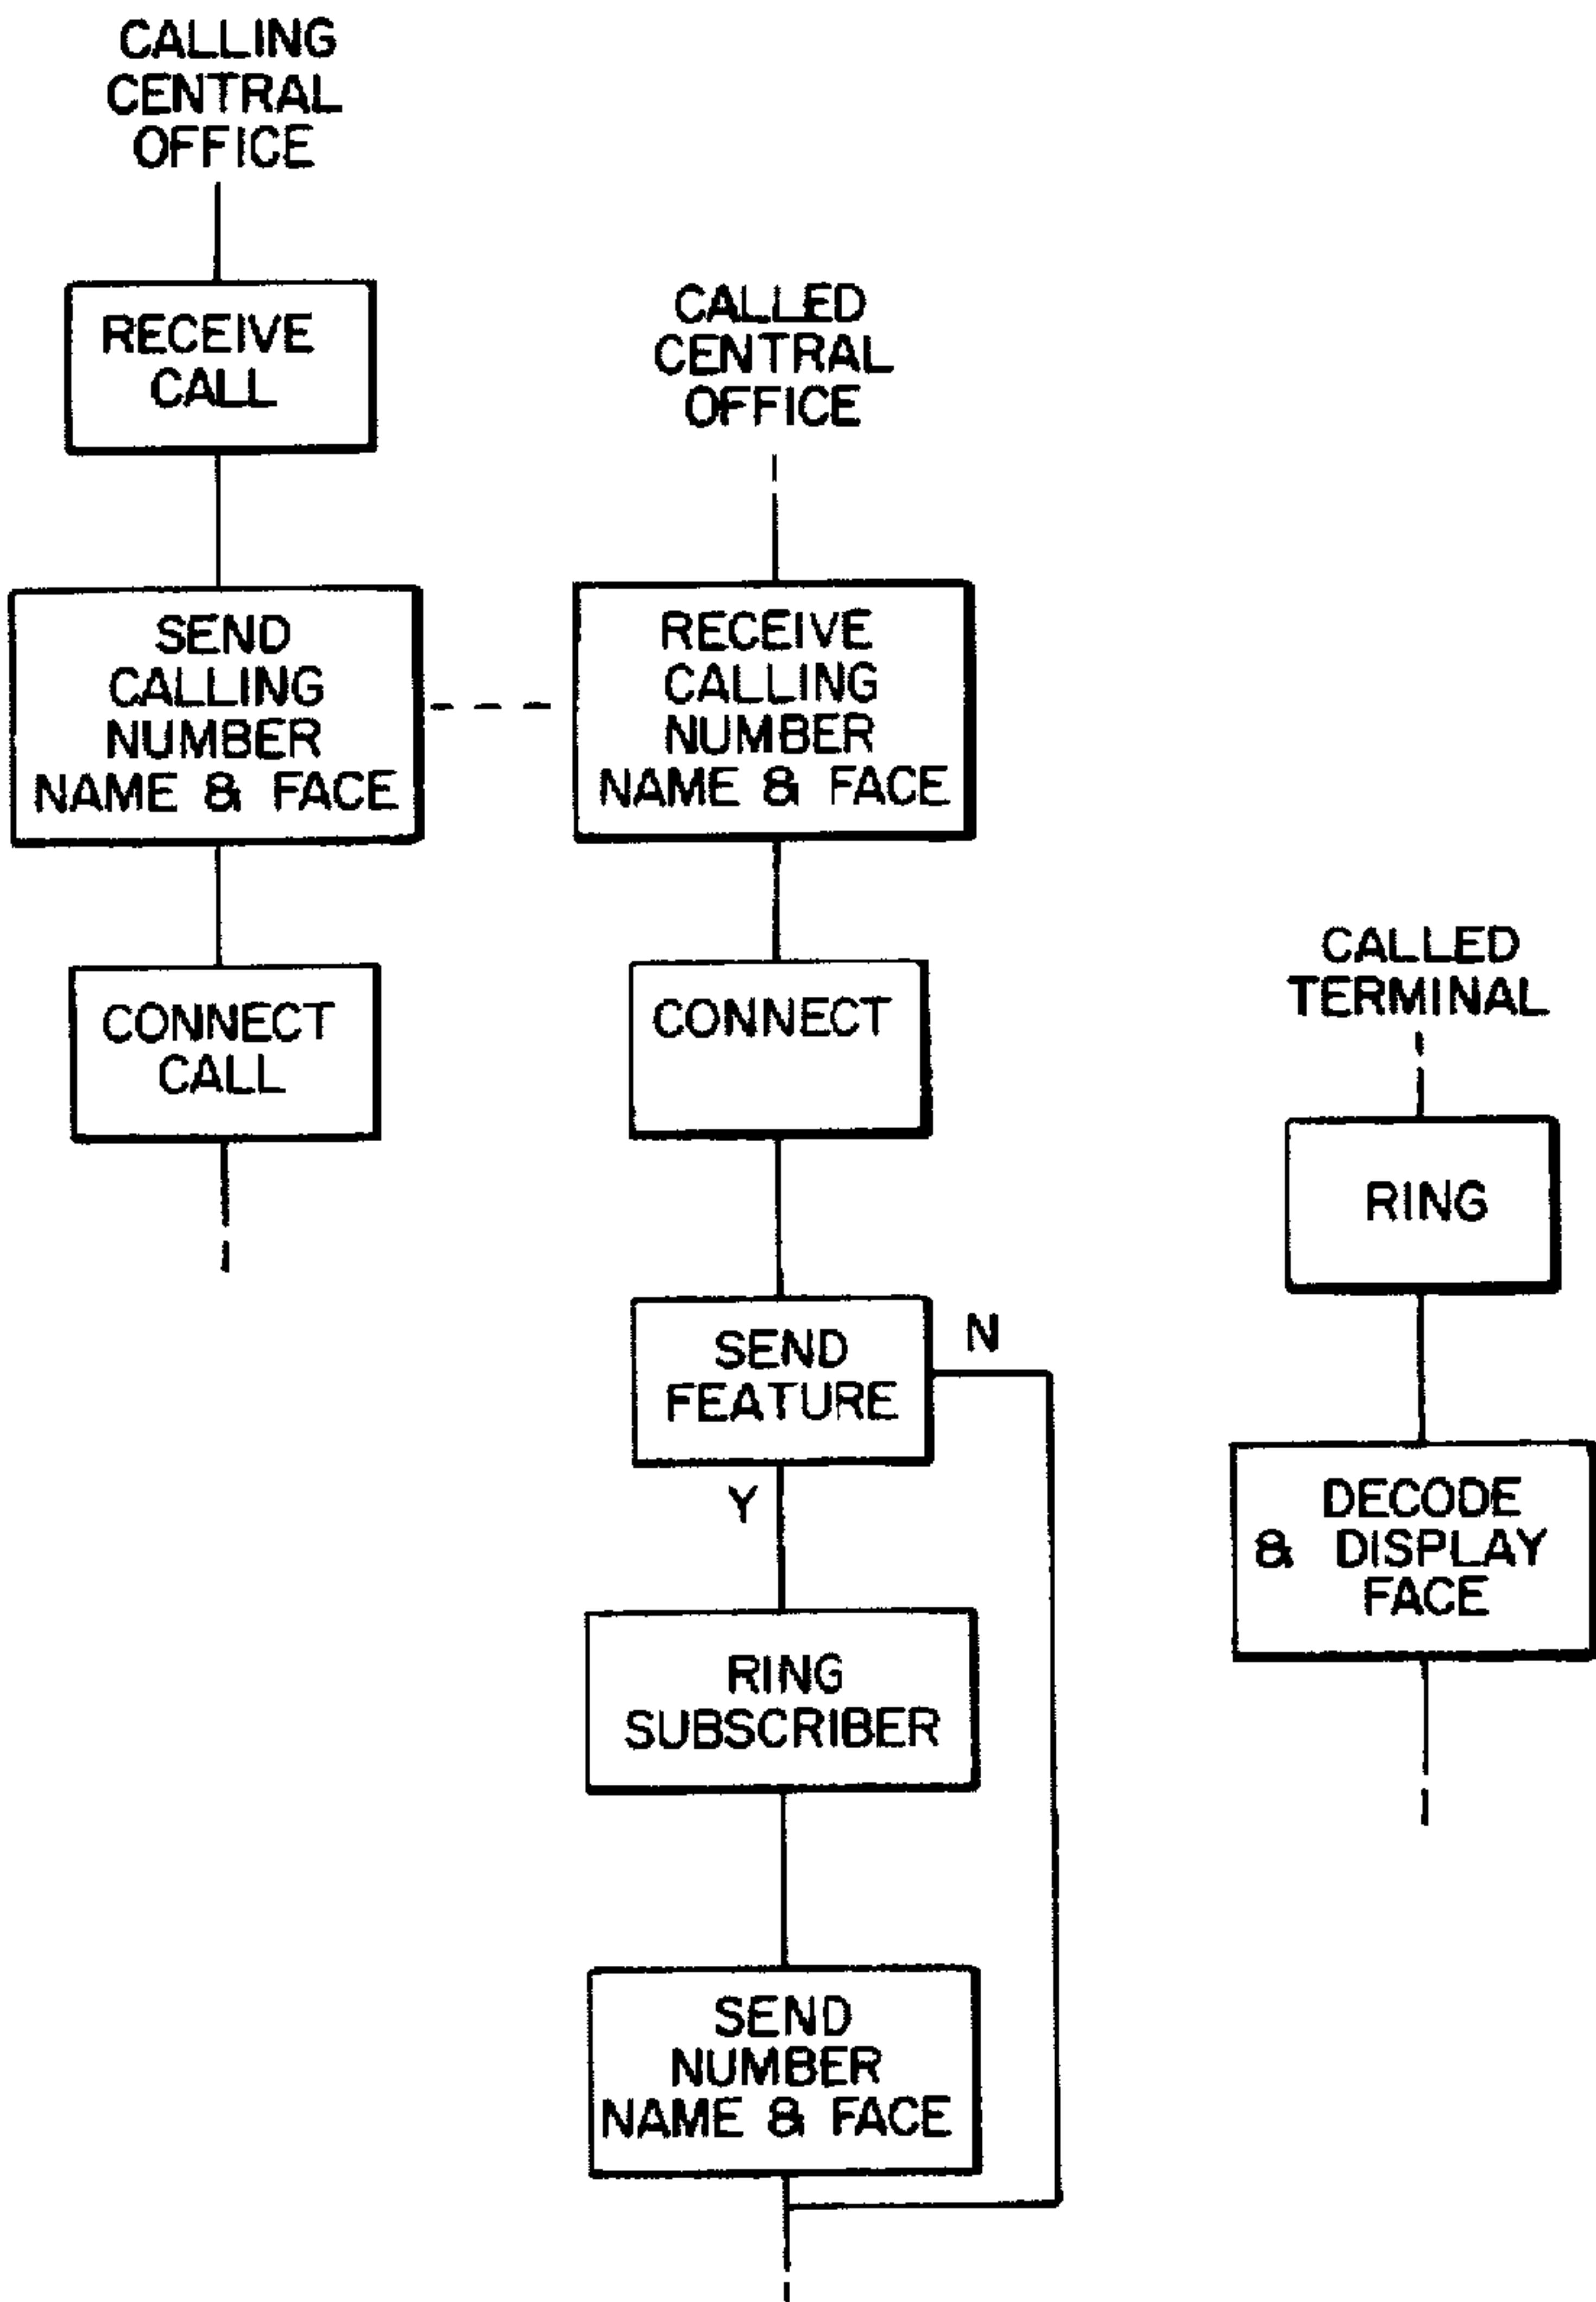 CALLING
CENTRAL
OFFICE
RECEIVE
CALL
SEND
CALLING
NUMBER
NAME & FACE
CONNECT
CALL
CALLED
CENTRAL
OFFICE
RECEIVE
CALLING
NUMBER
NAME & FACE
CONNECT
SEND
FEATURE
N
Y
RING
SUBSCRIBER
SEND
NUMBER
NAME & FACE
CALLED
TERMINAL
RING
DECODE
& DISPLAY
FACE